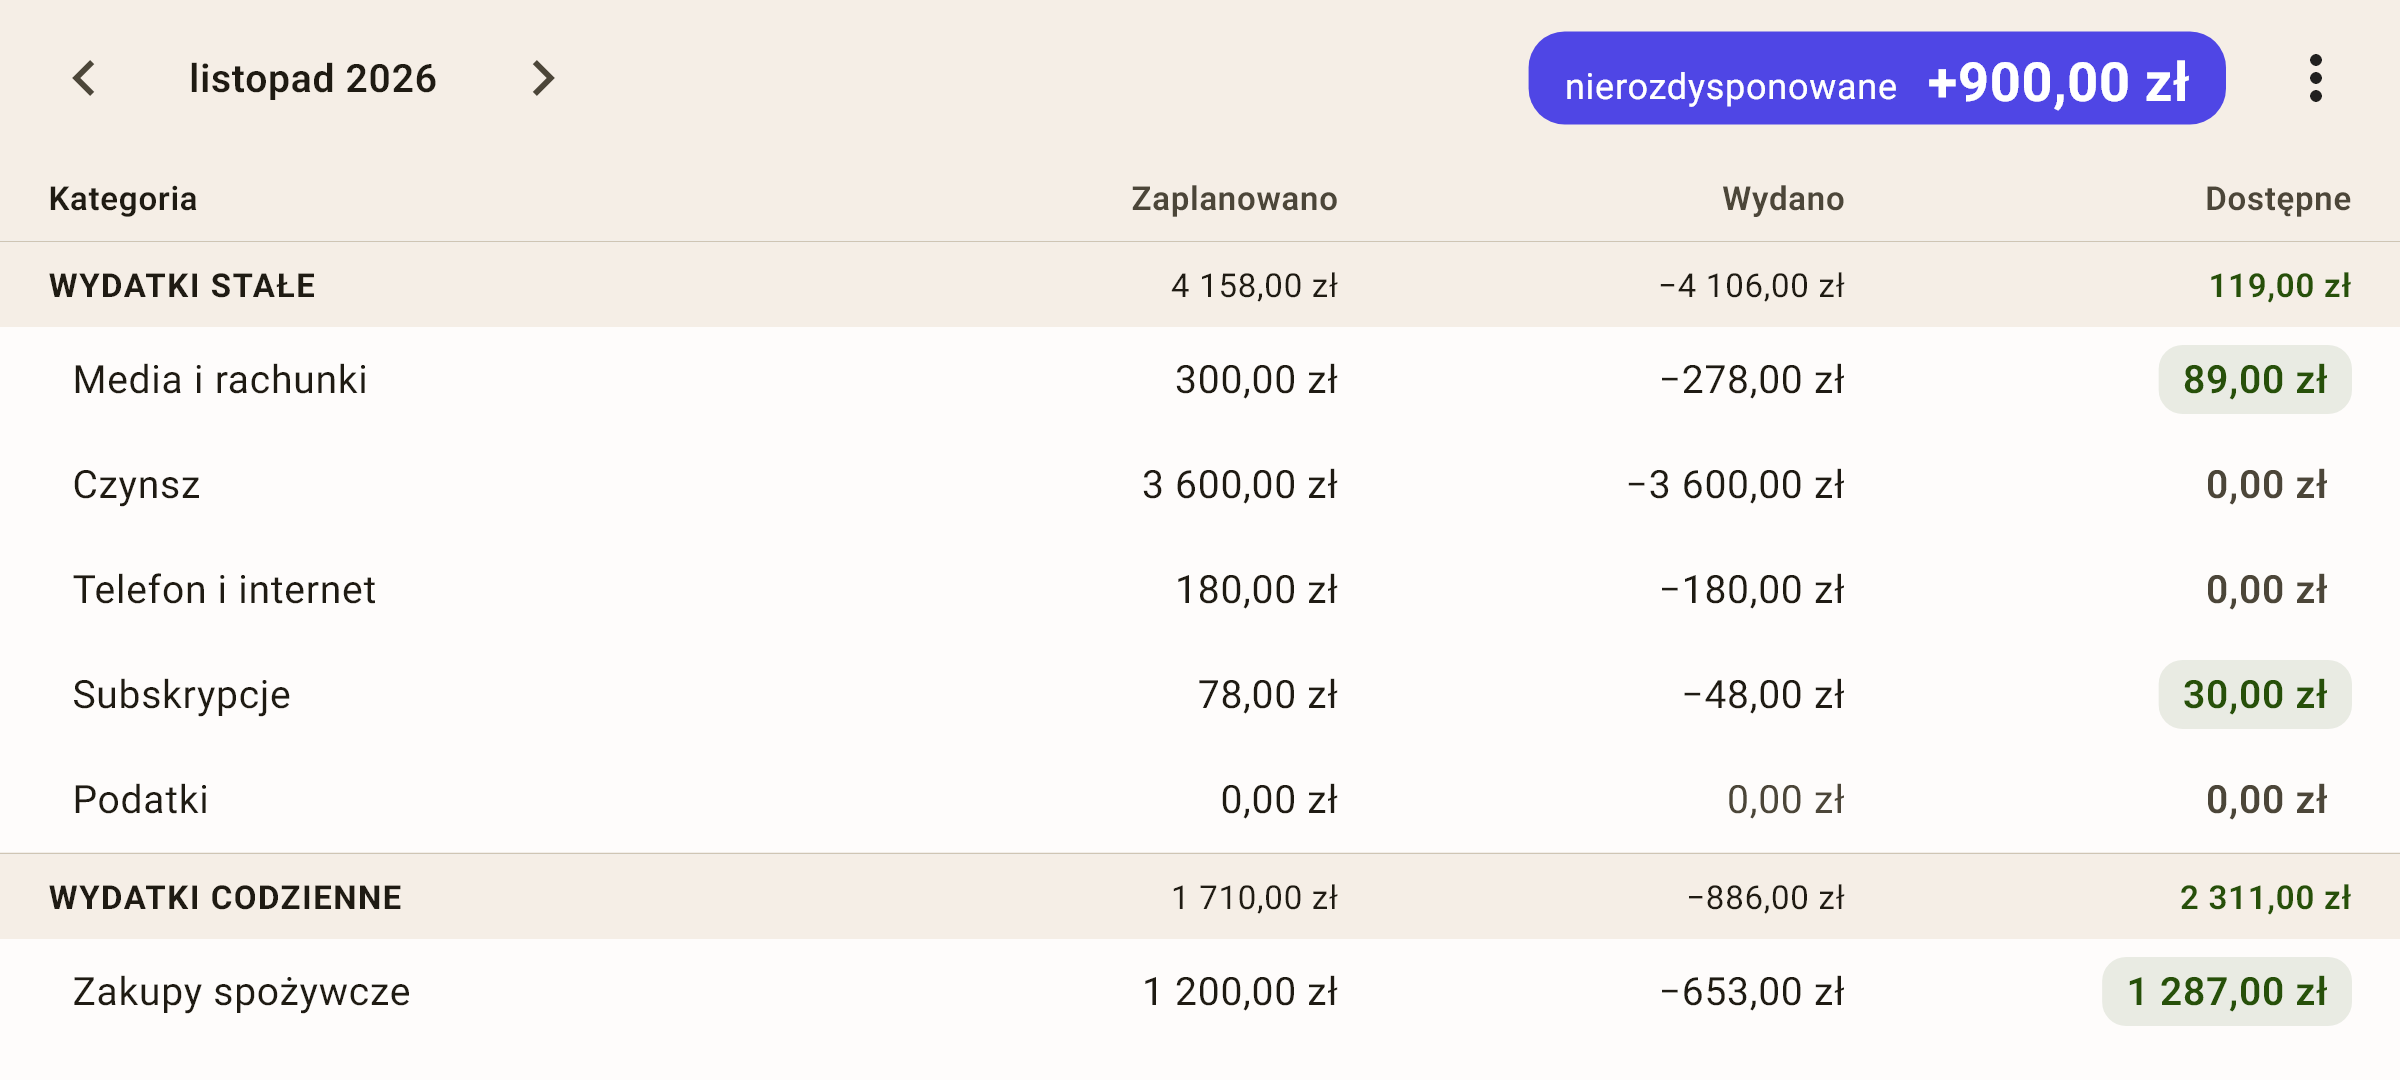 listopad 2026 nierozdysponowane +900,00 zł
Kategoria Zaplanowano Wydano Dostępne
WYDATKI STAŁE 4 158,00 zł −4 106,00 zł 119,00 zł
Media i rachunki 300,00 zł −278,00 zł 89,00 zł
Czynsz 3 600,00 zł −3 600,00 zł 0,00 zł
Telefon i internet 180,00 zł −180,00 zł 0,00 zł
Subskrypcje 78,00 zł −48,00 zł 30,00 zł
Podatki 0,00 zł 0,00 zł 0,00 zł
WYDATKI CODZIENNE 1 710,00 zł −886,00 zł 2 311,00 zł
Zakupy spożywcze 1 200,00 zł −653,00 zł 1 287,00 zł